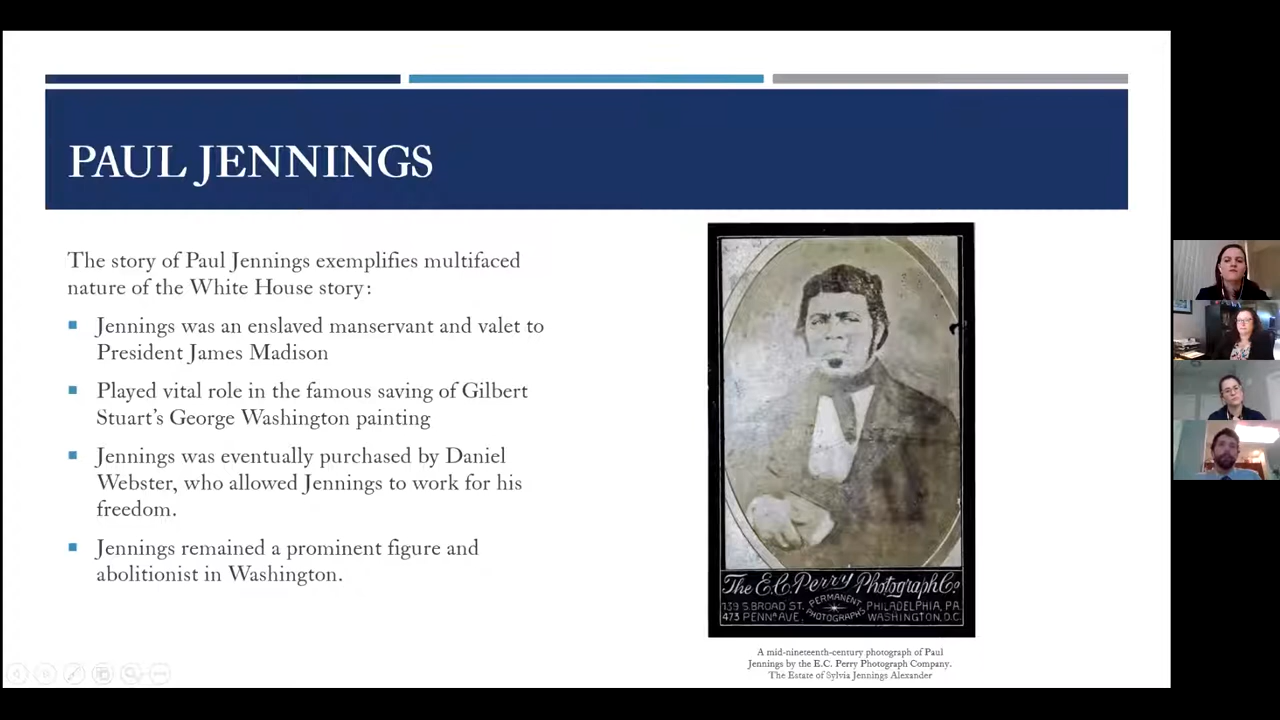 PAUL JENNINGS
The story of Paul Jennings exemplifies multifaced
nature of the White House story:
Jennings was an enslaved manservant and valet to
President James Madison
Played vital role in the famous saving of Gilbert
Stuart's George Washington painting
Jennings was eventually purchased by Daniel
Webster, who allowed Jennings to work for his
freedom.
Jennings remained a prominent figure and
abolitionist in Washington.
The E.C. Perry Photograph Co
139 S. BROAD ST. PERMANENT PHILADELPHIA, PA.
473 PENNA AVE, PHOTOGRAPHS WASHINGTON, D.C.
A mid-nineteenth-century photograph of Paul
Jennings by the E.C. Perry Photograph Company.
The Estate of Sylvia Jennings Alexander